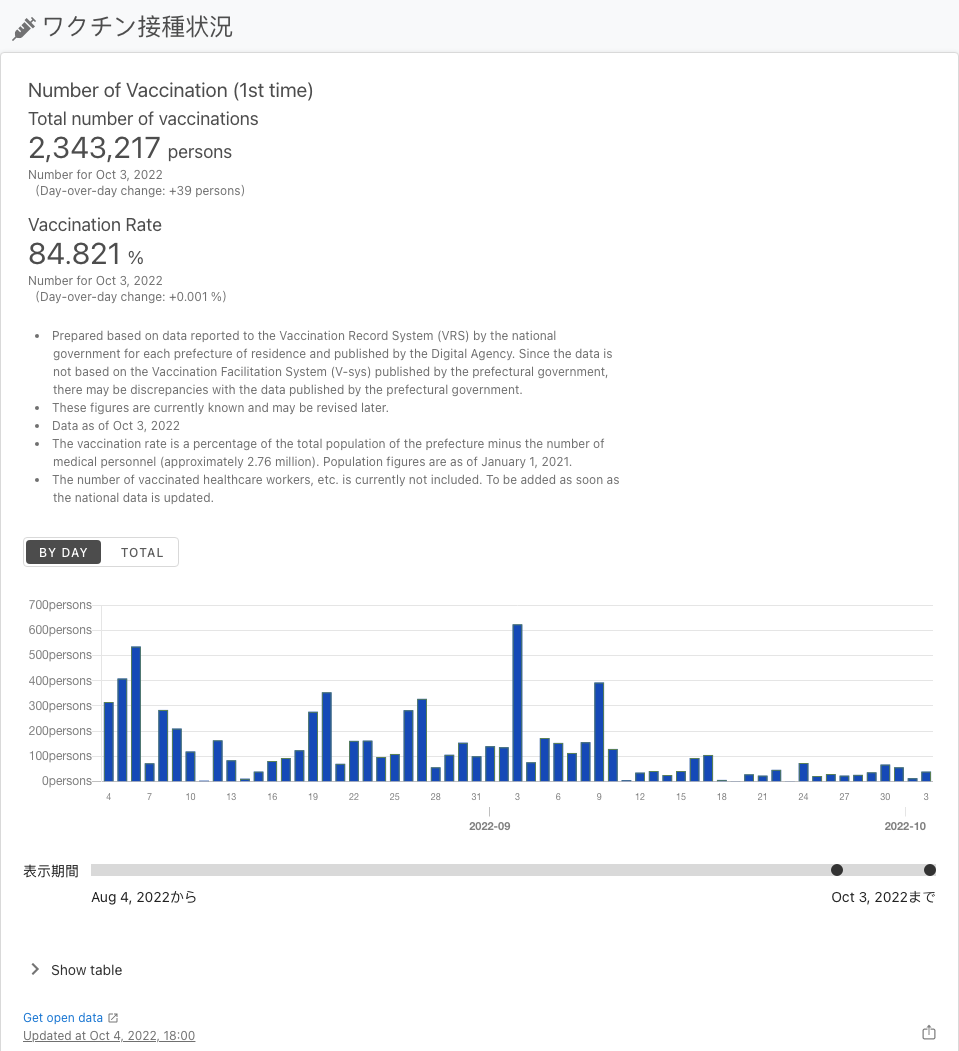 ワクチン接種状況
Number of Vaccination (1st time)
Total number of vaccinations
2,343,217 persons
Number for Oct 3, 2022
(Day-over-day change: +39 persons)
Vaccination Rate
84.821 %
Number for Oct 3, 2022
(Day-over-day change: +0.001 %)
• Prepared based on data reported to the Vaccination Record System (VRS) by the national
government for each prefecture of residence and published by the Digital Agency. Since the data is
not based on the Vaccination Facilitation System (V-sys) published by the prefectural government,
there may be discrepancies with the data published by the prefectural government.
• These figures are currently known and may be revised later.
• Data as of Oct 3, 2022
• The vaccination rate is a percentage of the total population of the prefecture minus the number of
medical personnel (approximately 2.76 million). Population figures are as of January 1, 2021.
• The number of vaccinated healthcare workers, etc. is currently not included. To be added as soon as
the national data is updated.
BY DAY TOTAL
700persons
600persons
500persons
400persons
300persons
200persons
100persons
0persons
4 7 10 13 16 19 22 25 28 31 3 6 9 12 15 18 21 24 27 30 3
2022-09 2022-10
表示期間
Aug 4, 2022から Oct 3, 2022まで
Show table
Get open data
Updated at Oct 4, 2022, 18:00